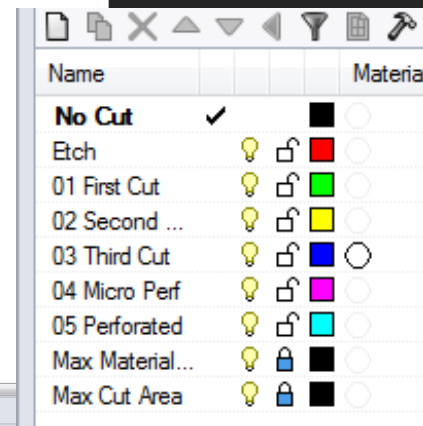 Name Materia
No Cut
Etch
01 First Cut
02 Second ...
03 Third Cut
04 Micro Perf
05 Perforated
Max Material...
Max Cut Area